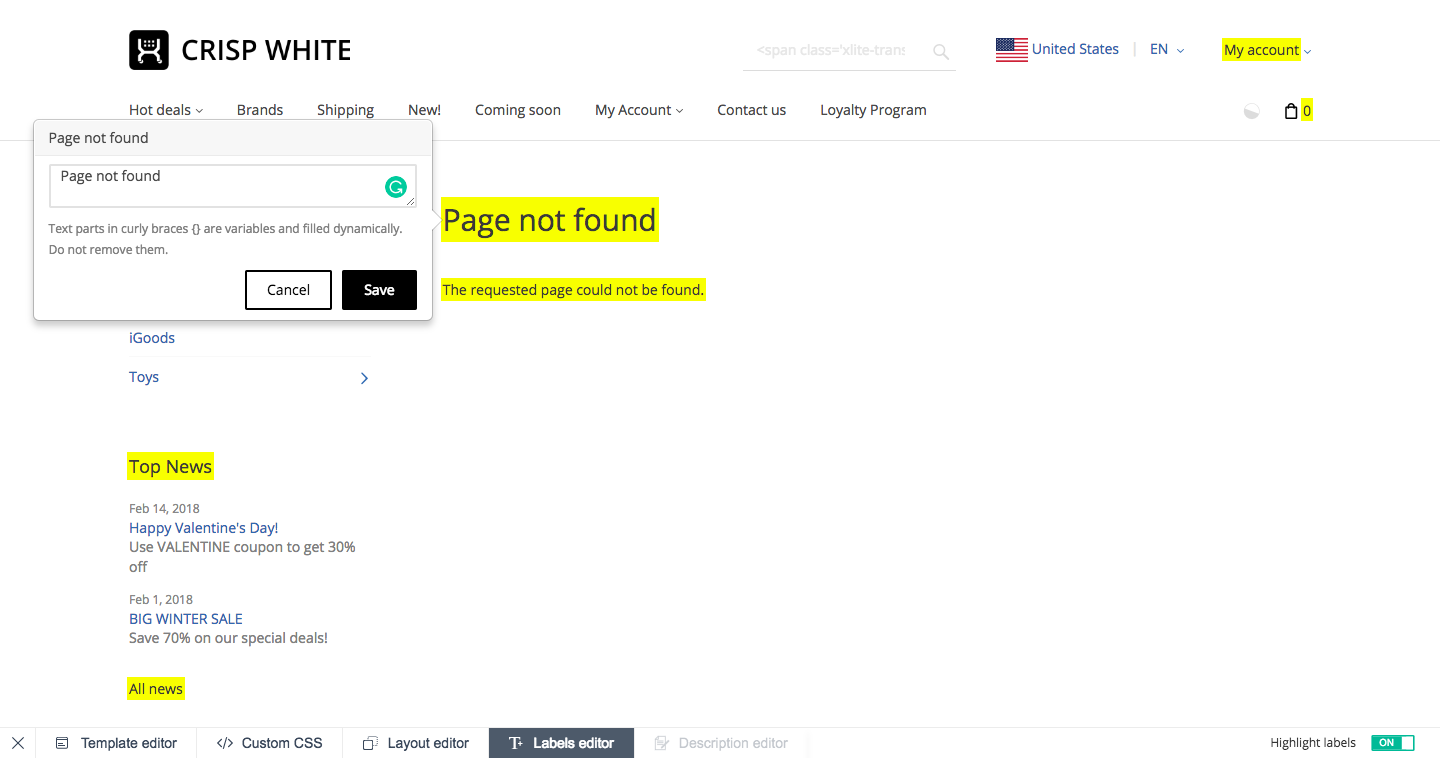 CRISP WHITE
<span class='xlite-trans
United States
EN
My account
Hot deals
Brands
Shipping
New!
Coming soon
My Account
Contact us
Loyalty Program
0
Page not found
Page not found
Text parts in curly braces {} are variables and filled dynamically.
Do not remove them.
Cancel
Save
Page not found
The requested page could not be found.
iGoods
Toys
Top News
Feb 14, 2018
Happy Valentine's Day!
Use VALENTINE coupon to get 30%
off
Feb 1, 2018
BIG WINTER SALE
Save 70% on our special deals!
All news
Template editor
Custom CSS
Layout editor
Labels editor
Description editor
Highlight labels
ON